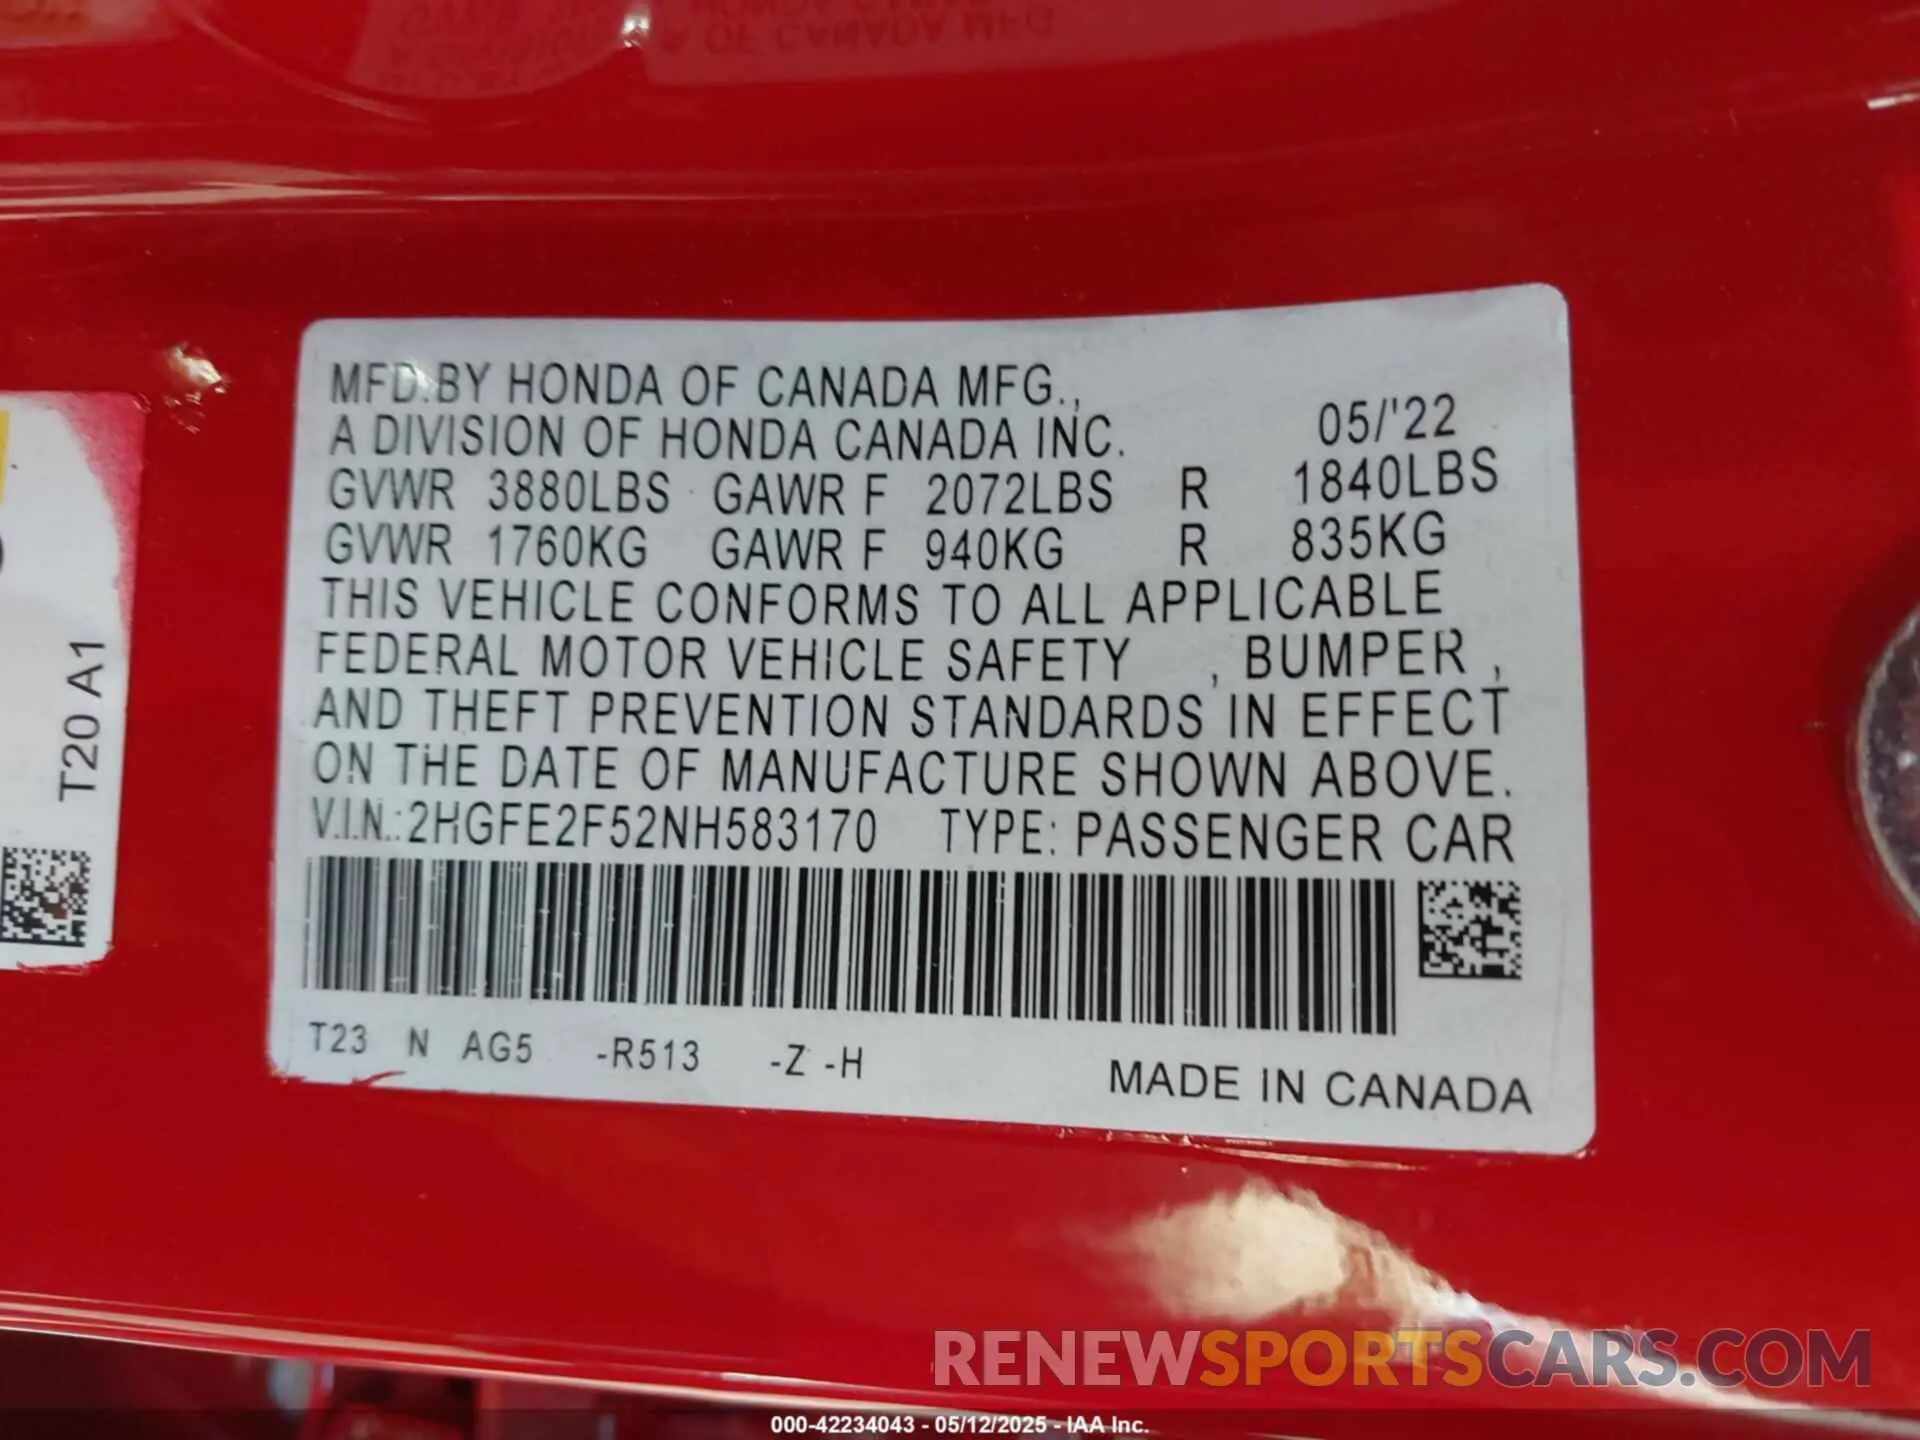 MFD. BY HONDA OF CANADA MFG.,
A DIVISION OF HONDA CANADA INC. 05/'22
GVWR 3880LBS GAWR F 2072LBS R 1840LBS
GVWR 1760KG GAWR F 940KG R 835KG
THIS VEHICLE CONFORMS TO ALL APPLICABLE
FEDERAL MOTOR VEHICLE SAFETY , BUMPER ,
AND THEFT PREVENTION STANDARDS IN EFFECT
ON THE DATE OF MANUFACTURE SHOWN ABOVE.
V.I.N.: 2HGFE2F52NH583170 TYPE: PASSENGER CAR
T23 N AG5 -R513 -Z -H
MADE IN CANADA
T20 A1
RENEWSPORTSCARS.COM
000-42234043 - 05/12/2025 - IAA Inc.